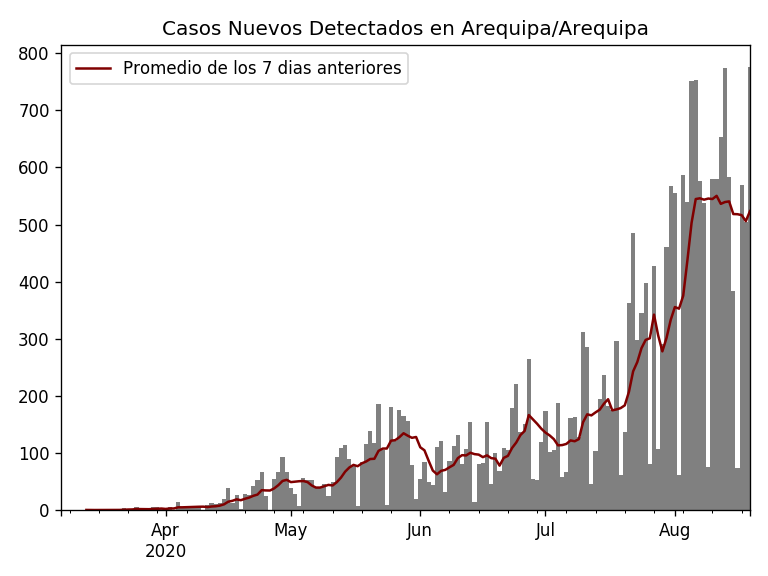 Casos Nuevos Detectados en Arequipa/Arequipa
Promedio de los 7 dias anteriores
800
700
600
500
400
300
200
100
0
Apr
2020
May
Jun
Jul
Aug